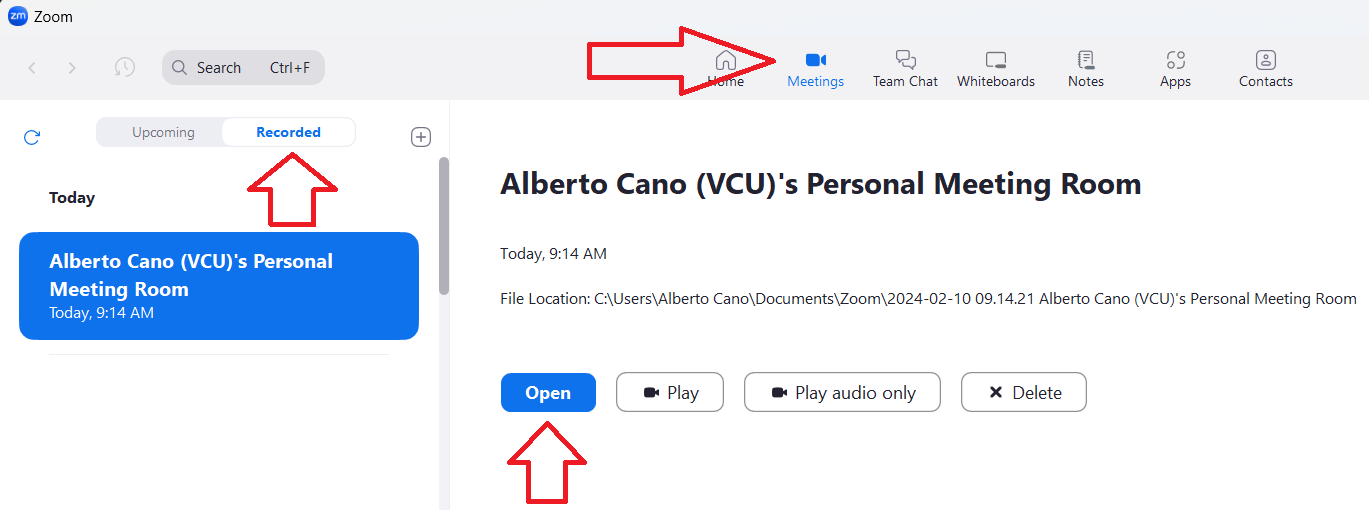 zm Zoom
Search Ctrl+F
Home Meetings Team Chat Whiteboards Notes Apps Contacts
Upcoming Recorded
Today
Alberto Cano (VCU)'s Personal
Meeting Room
Today, 9:14 AM
Alberto Cano (VCU)'s Personal Meeting Room
Today, 9:14 AM
File Location: C:\Users\Alberto Cano\Documents\Zoom\2024-02-10 09.14.21 Alberto Cano (VCU)'s Personal Meeting Room
Open Play Play audio only Delete